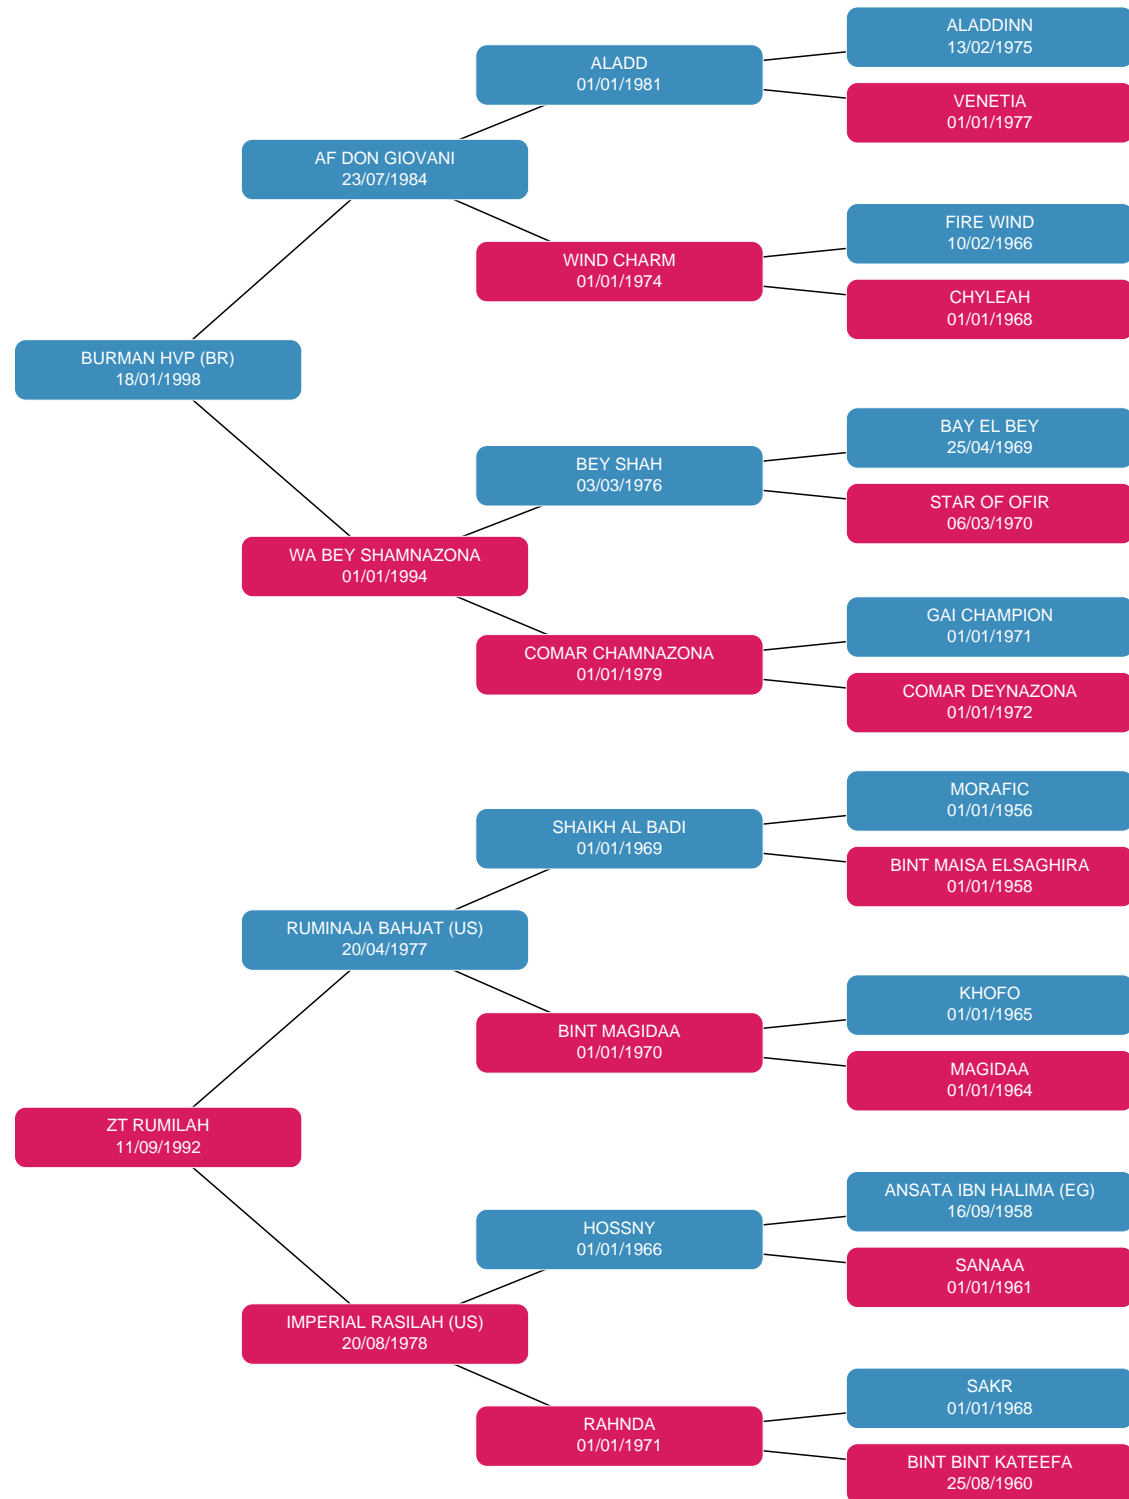 ALADDINN
13/02/1975
ALADD
01/01/1981
VENETIA
01/01/1977
AF DON GIOVANI
23/07/1984
FIRE WIND
10/02/1966
WIND CHARM
01/01/1974
CHYLEAH
01/01/1968
BURMAN HVP (BR)
18/01/1998
BAY EL BEY
25/04/1969
BEY SHAH
03/03/1976
STAR OF OFIR
06/03/1970
WA BEY SHAMNAZONA
01/01/1994
GAI CHAMPION
01/01/1971
COMAR CHAMNAZONA
01/01/1979
COMAR DEYNAZONA
01/01/1972
MORAFIC
01/01/1956
SHAIKH AL BADI
01/01/1969
BINT MAISA ELSAGHIRA
01/01/1958
RUMINAJA BAHJAT (US)
20/04/1977
KHOFO
01/01/1965
BINT MAGIDAA
01/01/1970
MAGIDAA
01/01/1964
ZT RUMILAH
11/09/1992
ANSATA IBN HALIMA (EG)
16/09/1958
HOSSNY
01/01/1966
SANAAA
01/01/1961
IMPERIAL RASILAH (US)
20/08/1978
SAKR
01/01/1968
RAHNDA
01/01/1971
BINT BINT KATEEFA
25/08/1960